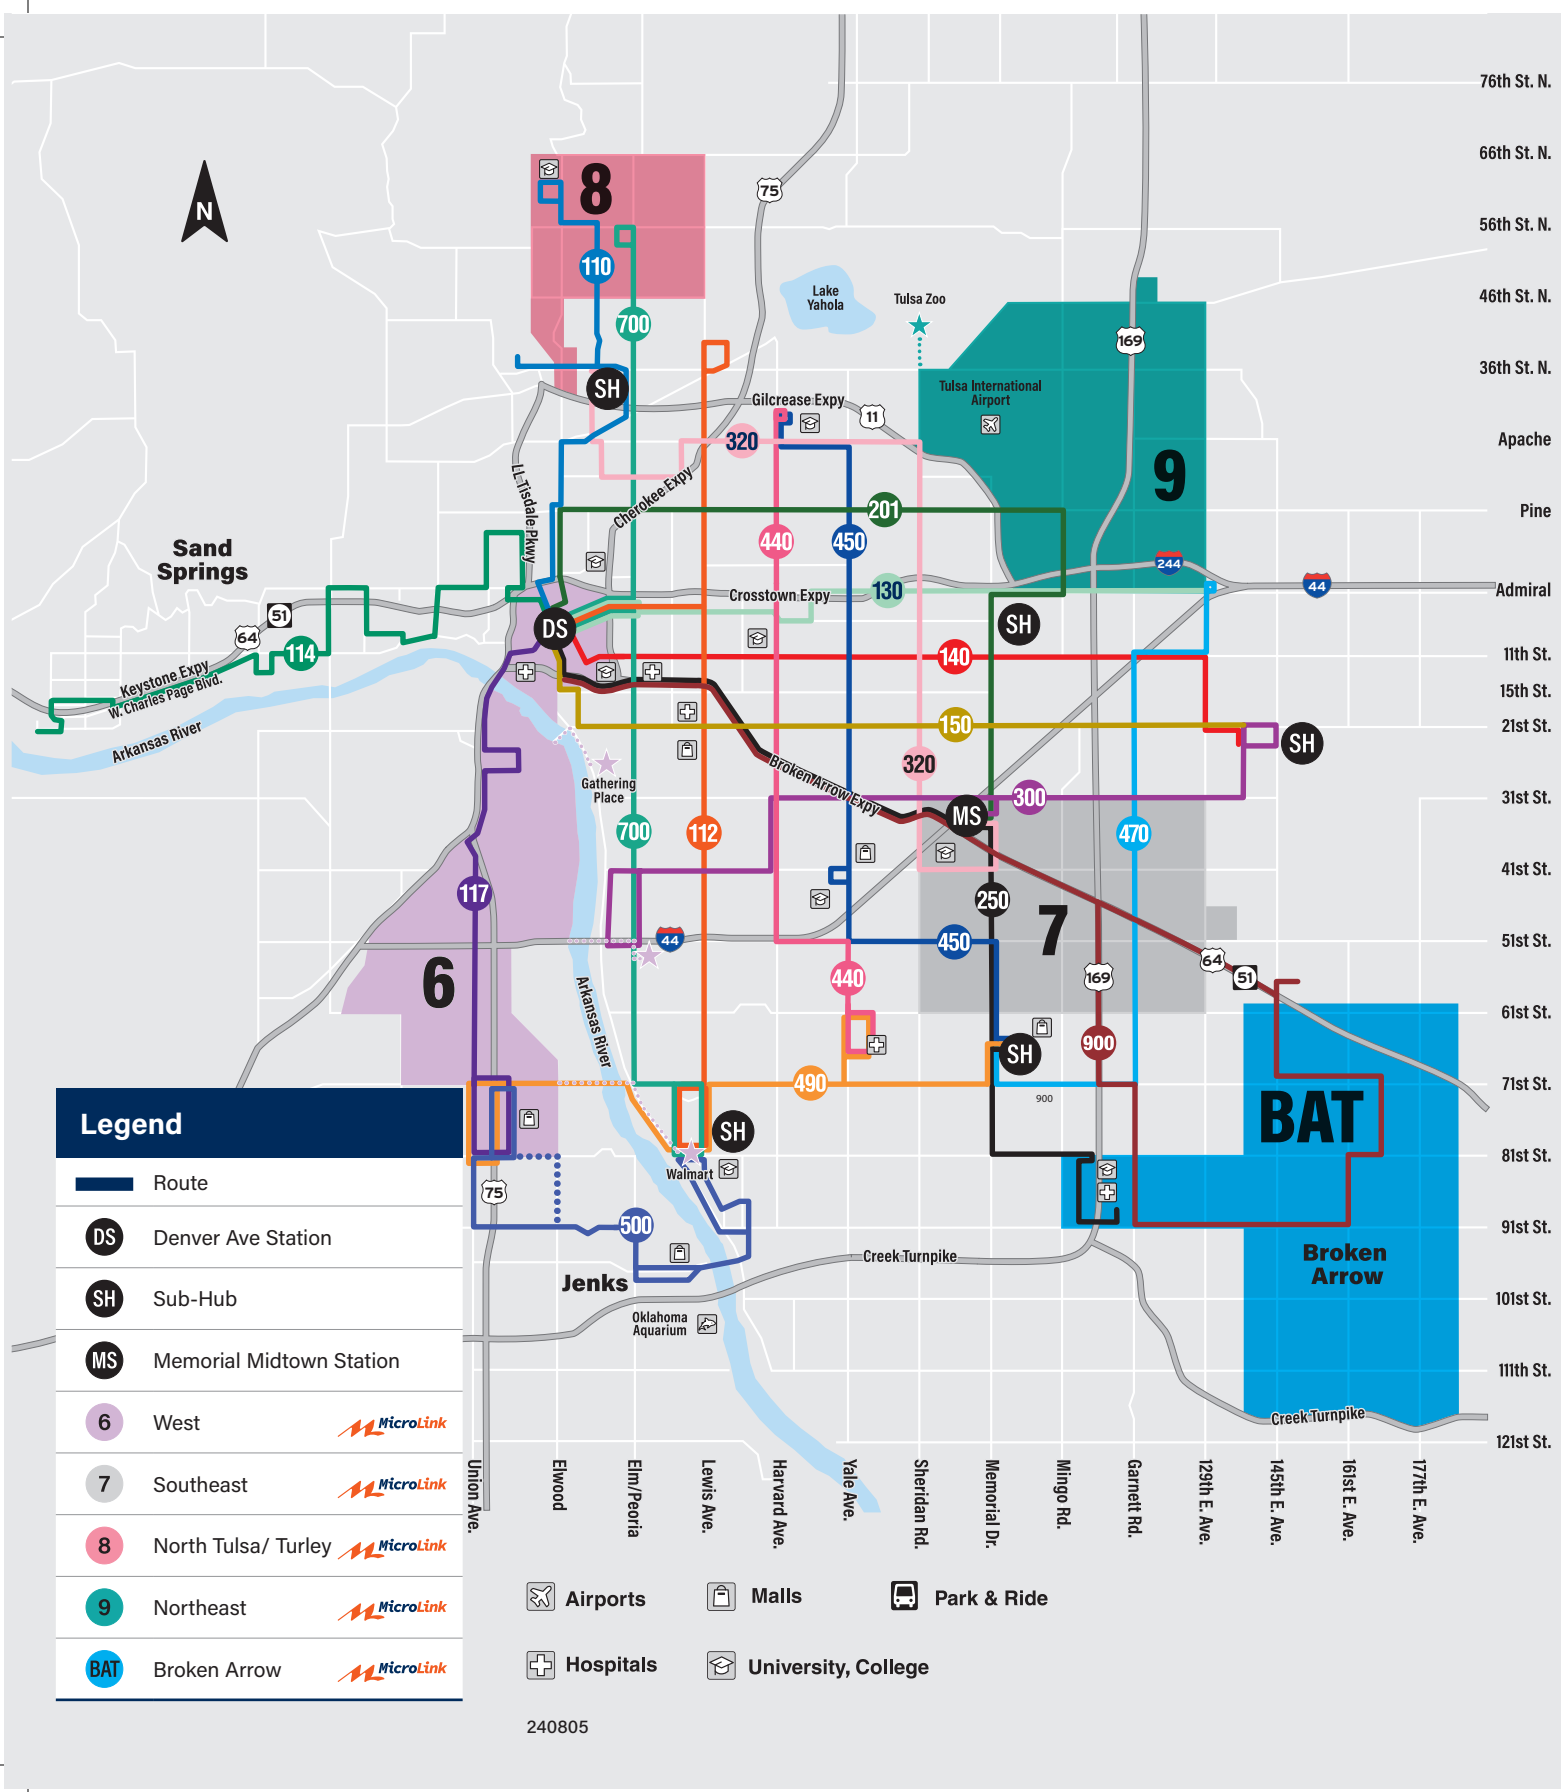 76th St. N.
66th St. N.
8
75
56th St. N.
N
110
Lake
Yahola
Tulsa Zoo
46th St. N.
700
169
36th St. N.
SH
Tulsa International
Airport
Gilcrease Expy
11
320
Apache
9
LL Tisdale Pkwy
Cherokee Expy
201
Pine
Sand
Springs
440
450
244
44
Crosstown Expy
130
Admiral
51
64
DS
SH
114
140
11th St.
Keystone Expy
W. Charles Page Blvd.
15th St.
Arkansas River
150
21st St.
SH
320
Gathering
Place
Broken Arrow Expy
300
31st St.
MS
700
112
470
41st St.
117
250
7
44
450
51st St.
6
64
51
440
169
Arkansas River
61st St.
900
SH
490
71st St.
900
BAT
Legend
SH
81st St.
Walmart
Route
75
500
91st St.
DS
Denver Ave Station
Creek Turnpike
Broken
Arrow
Jenks
SH
Sub-Hub
101st St.
Oklahoma
Aquarium
MS
Memorial Midtown Station
111th St.
6
West
MicroLink
Creek Turnpike
121st St.
7
Southeast
MicroLink
Union Ave.
Elwood
Elm/Peoria
Lewis Ave.
Harvard Ave.
Yale Ave.
Sheridan Rd.
Memorial Dr.
Mingo Rd.
Garnett Rd.
129th E. Ave.
145th E. Ave.
161st E. Ave.
177th E. Ave.
8
North Tulsa/ Turley
MicroLink
9
Northeast
MicroLink
BAT
Broken Arrow
MicroLink
Airports
Malls
Park & Ride
Hospitals
University, College
240805